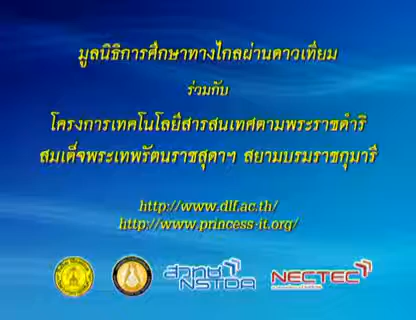 มูลนิธิการศึกษาทางไกลผ่านดาวเทียม
ร่วมกับ
โครงการเทคโนโลยีสารสนเทศตามพระราชดำริ
สมเด็จพระเทพรัตนราชสุดาฯ สยามบรมราชกุมารี
http://www.dlf.ac.th/
http://www.princess-it.org/
สวทช
NSTDA
NECTEC